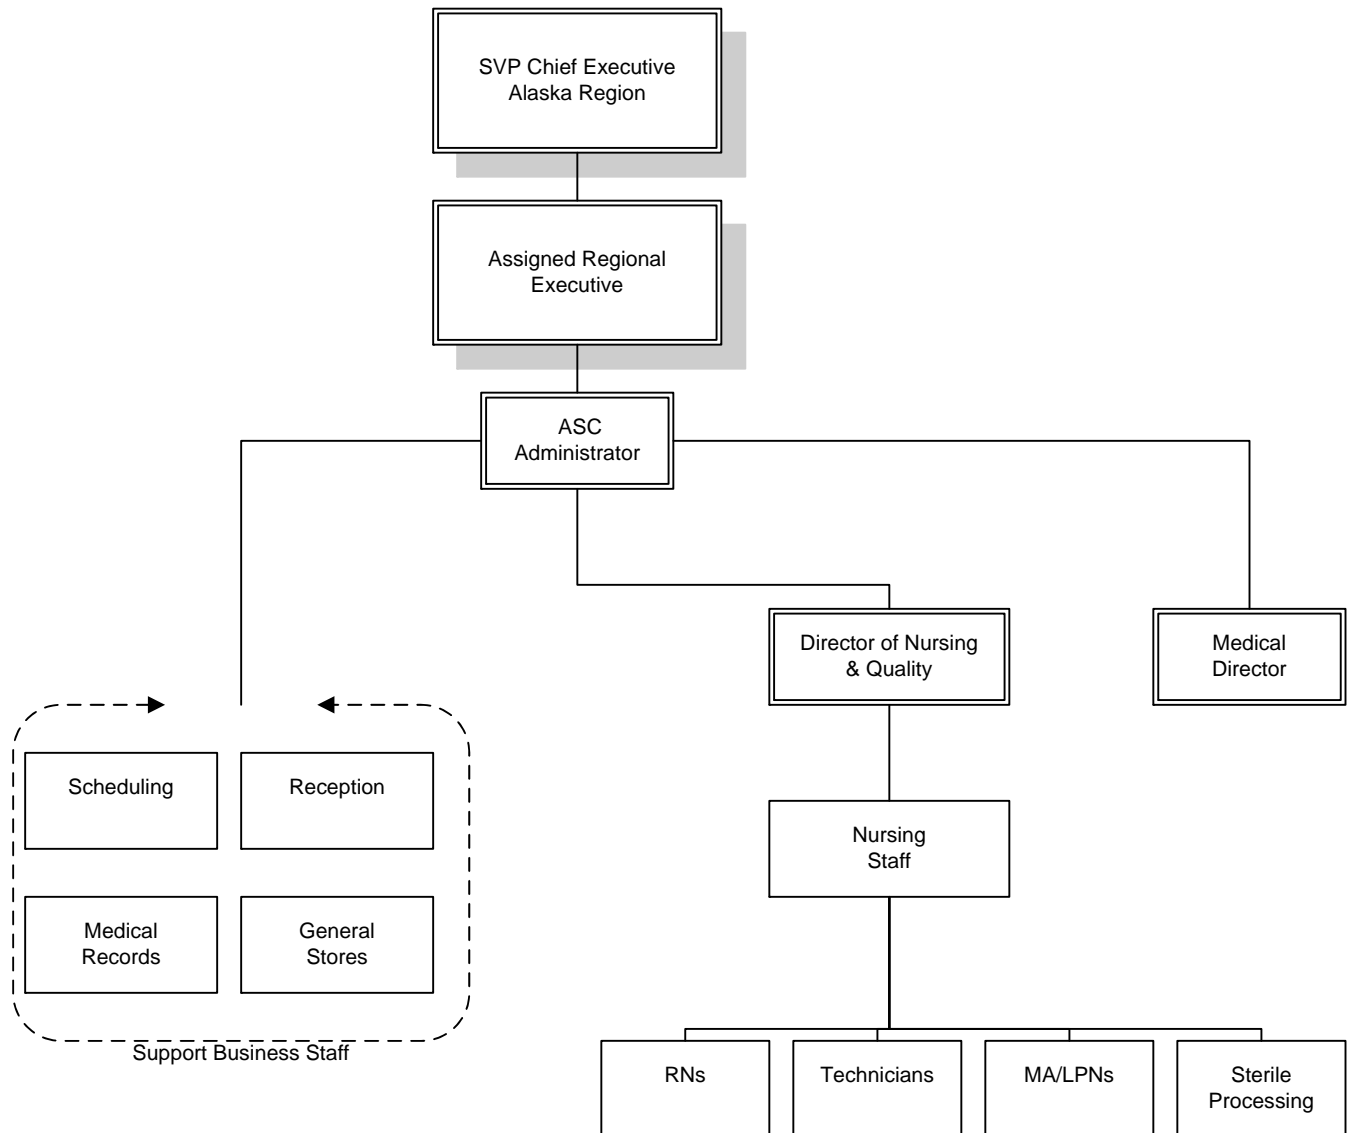 SVP Chief Executive
Alaska Region
Assigned Regional
Executive
ASC
Administrator
Director of Nursing
& Quality
Medical
Director
Scheduling
Reception
Nursing
Staff
Medical
Records
General
Stores
Support Business Staff
RNs
Technicians
MA/LPNs
Sterile
Processing